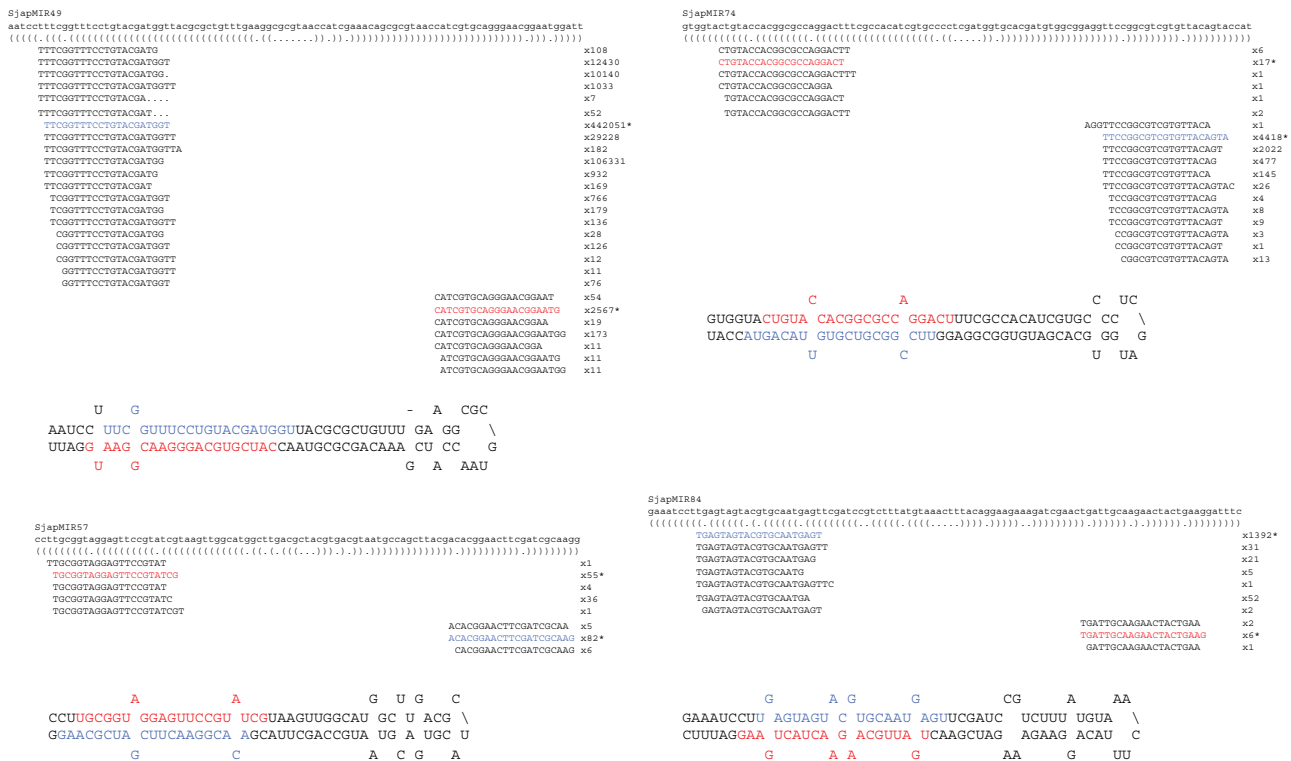 SjapMIR49
aatcctttcggtttcctgtacgatggttacgcgctgtttgaaggcgcgtaaccatcgaaacagcgcgtaaccatcgtgcagggaacggaatggatt
TTTCGGTTTCCTGTACGATG x108
TTTCGGTTTCCTGTACGATGGT x12430
TTTCGGTTTCCTGTACGATGG. x10140
TTTCGGTTTCCTGTACGATGGTT x1033
TTTCGGTTTCCTGTACGA.... x7
TTTCGGTTTCCTGTACGAT... x52
TTCGGTTTCCTGTACGATGGT x442051*
TTCGGTTTCCTGTACGATGGTT x29228
TTCGGTTTCCTGTACGATGGTTA x182
TTCGGTTTCCTGTACGATGG x106331
TTCGGTTTCCTGTACGATG x932
TTCGGTTTCCTGTACGAT x169
TCGGTTTCCTGTACGATGGT x766
TCGGTTTCCTGTACGATGG x179
TCGGTTTCCTGTACGATGGTT x136
CGGTTTCCTGTACGATGG x28
CGGTTTCCTGTACGATGGT x126
CGGTTTCCTGTACGATGGTT x12
GGTTTCCTGTACGATGGTT x11
GGTTTCCTGTACGATGGT x76
CATCGTGCAGGGAACGGAAT x54
CATCGTGCAGGGAACGGAATG x2567*
CATCGTGCAGGGAACGGAA x19
CATCGTGCAGGGAACGGAATGG x173
CATCGTGCAGGGAACGGA x11
ATCGTGCAGGGAACGGAATG x11
ATCGTGCAGGGAACGGAATGG x11
U G - A CGC
AAUCC UUC GUUUCCUGUACGAUGGUUACGCGCUGUUU GA GG \
UUAGG AAG CAAGGGACGUGCUACCAAUGCGCGACAAA CU CC G
U G G A AAU
SjapMIR74
gtggtactgtaccacggcgccaggactttcgccacatcgtgcccctcgatggtgcacgatgtggcggaggttccggcgtcgtgttacagtaccat
CTGTACCACGGCGCCAGGACTT x6
CTGTACCACGGCGCCAGGACT x17*
CTGTACCACGGCGCCAGGACTTT x1
CTGTACCACGGCGCCAGGA x1
TGTACCACGGCGCCAGGACT x1
TGTACCACGGCGCCAGGACTT x2
AGGTTCCGGCGTCGTGTTACA x1
TTCCGGCGTCGTGTTACAGTA x4418*
TTCCGGCGTCGTGTTACAGT x2022
TTCCGGCGTCGTGTTACAG x477
TTCCGGCGTCGTGTTACA x145
TTCCGGCGTCGTGTTACAGTAC x26
TCCGGCGTCGTGTTACAG x4
TCCGGCGTCGTGTTACAGTA x8
TCCGGCGTCGTGTTACAGT x9
CCGGCGTCGTGTTACAGTA x3
CCGGCGTCGTGTTACAGT x1
CGGCGTCGTGTTACAGTA x13
C A C UC
GUGGUACUGUA CACGGCGCC GGACUUUCGCCACAUCGUGC CC \
UACCAUGACAU GUGCUGCGG CUUGGAGGCGGUGUAGCACG GG G
U C U UA
SjapMIR57
ccttgcggtaggagttccgtatcgtaagttggcatggcttgacgctacgtgacgtaatgccagcttacgacacggaacttcgatcgcaagg
TTGCGGTAGGAGTTCCGTAT x1
TGCGGTAGGAGTTCCGTATCG x55*
TGCGGTAGGAGTTCCGTAT x4
TGCGGTAGGAGTTCCGTATC x36
TGCGGTAGGAGTTCCGTATCGT x1
ACACGGAACTTCGATCGCAA x5
ACACGGAACTTCGATCGCAAG x82*
CACGGAACTTCGATCGCAAG x6
A A G U G C
CCUUGCGGU GGAGUUCCGU UCGUAAGUUGGCAU GC U ACG \
GGAACGCUA CUUCAAGGCA AGCAUUCGACCGUA UG A UGC U
G C A C G A
SjapMIR84
gaaatccttgagtagtacgtgcaatgagttcgatccgtctttatgtaaactttacaggaagaaagatcgaactgattgcaagaactactgaaggatttc
TGAGTAGTACGTGCAATGAGT x1392*
TGAGTAGTACGTGCAATGAGTT x31
TGAGTAGTACGTGCAATGAG x21
TGAGTAGTACGTGCAATG x5
TGAGTAGTACGTGCAATGAGTTC x1
TGAGTAGTACGTGCAATGA x52
GAGTAGTACGTGCAATGAGT x2
TGATTGCAAGAACTACTGAA x2
TGATTGCAAGAACTACTGAAG x6*
GATTGCAAGAACTACTGAA x1
G A G G CG A AA
GAAAUCCUU AGUAGU C UGCAAU AGUUCGAUC UCUUU UGUA \
CUUUAGGAA UCAUCA G ACGUUA UCAAGCUAG AGAAG ACAU C
G A A G AA G UU